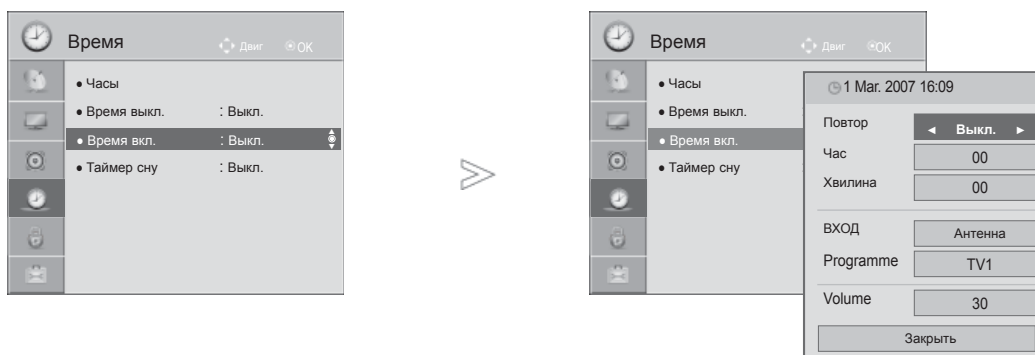 Время Двиг OK
• Часы
• Время выкл. : Выкл.
• Время вкл. : Выкл.
• Таймер сну : Выкл.
Время Двиг OK
• Часы
• Время выкл.
• Время вкл.
• Таймер сну
1 Mar. 2007 16:09
Повтор ◄ Выкл. ►
Час 00
Хвилина 00
ВХОД Антенна
Programme TV1
Volume 30
Закрыть